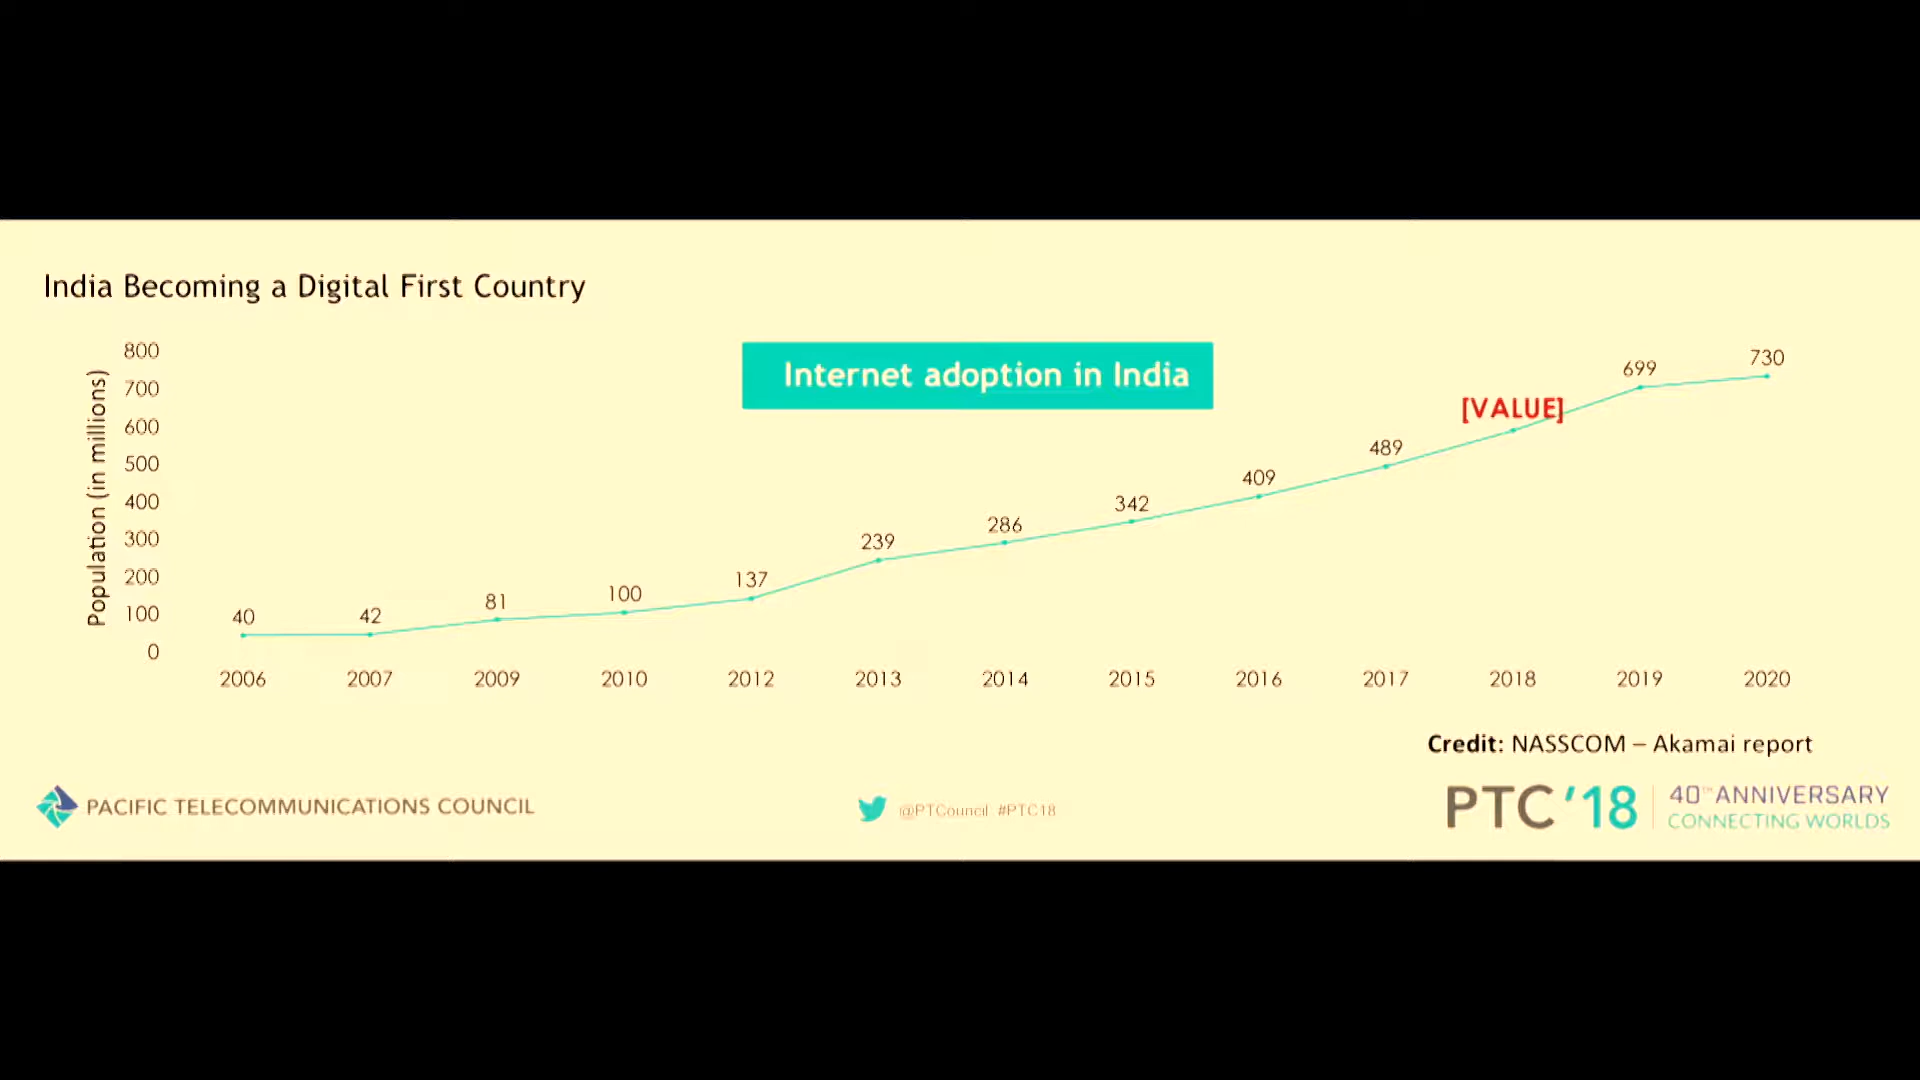 India Becoming a Digital First Country
Internet adoption in India
Population (in millions)
800
700
600
500
400
300
200
100
0
40
42
81
100
137
239
286
342
409
489
[VALUE]
699
730
2006 2007 2009 2010 2012 2013 2014 2015 2016 2017 2018 2019 2020
Credit: NASSCOM – Akamai report
PACIFIC TELECOMMUNICATIONS COUNCIL
@PTCouncil #PTC18
PTC '18
40TH ANNIVERSARY
CONNECTING WORLDS